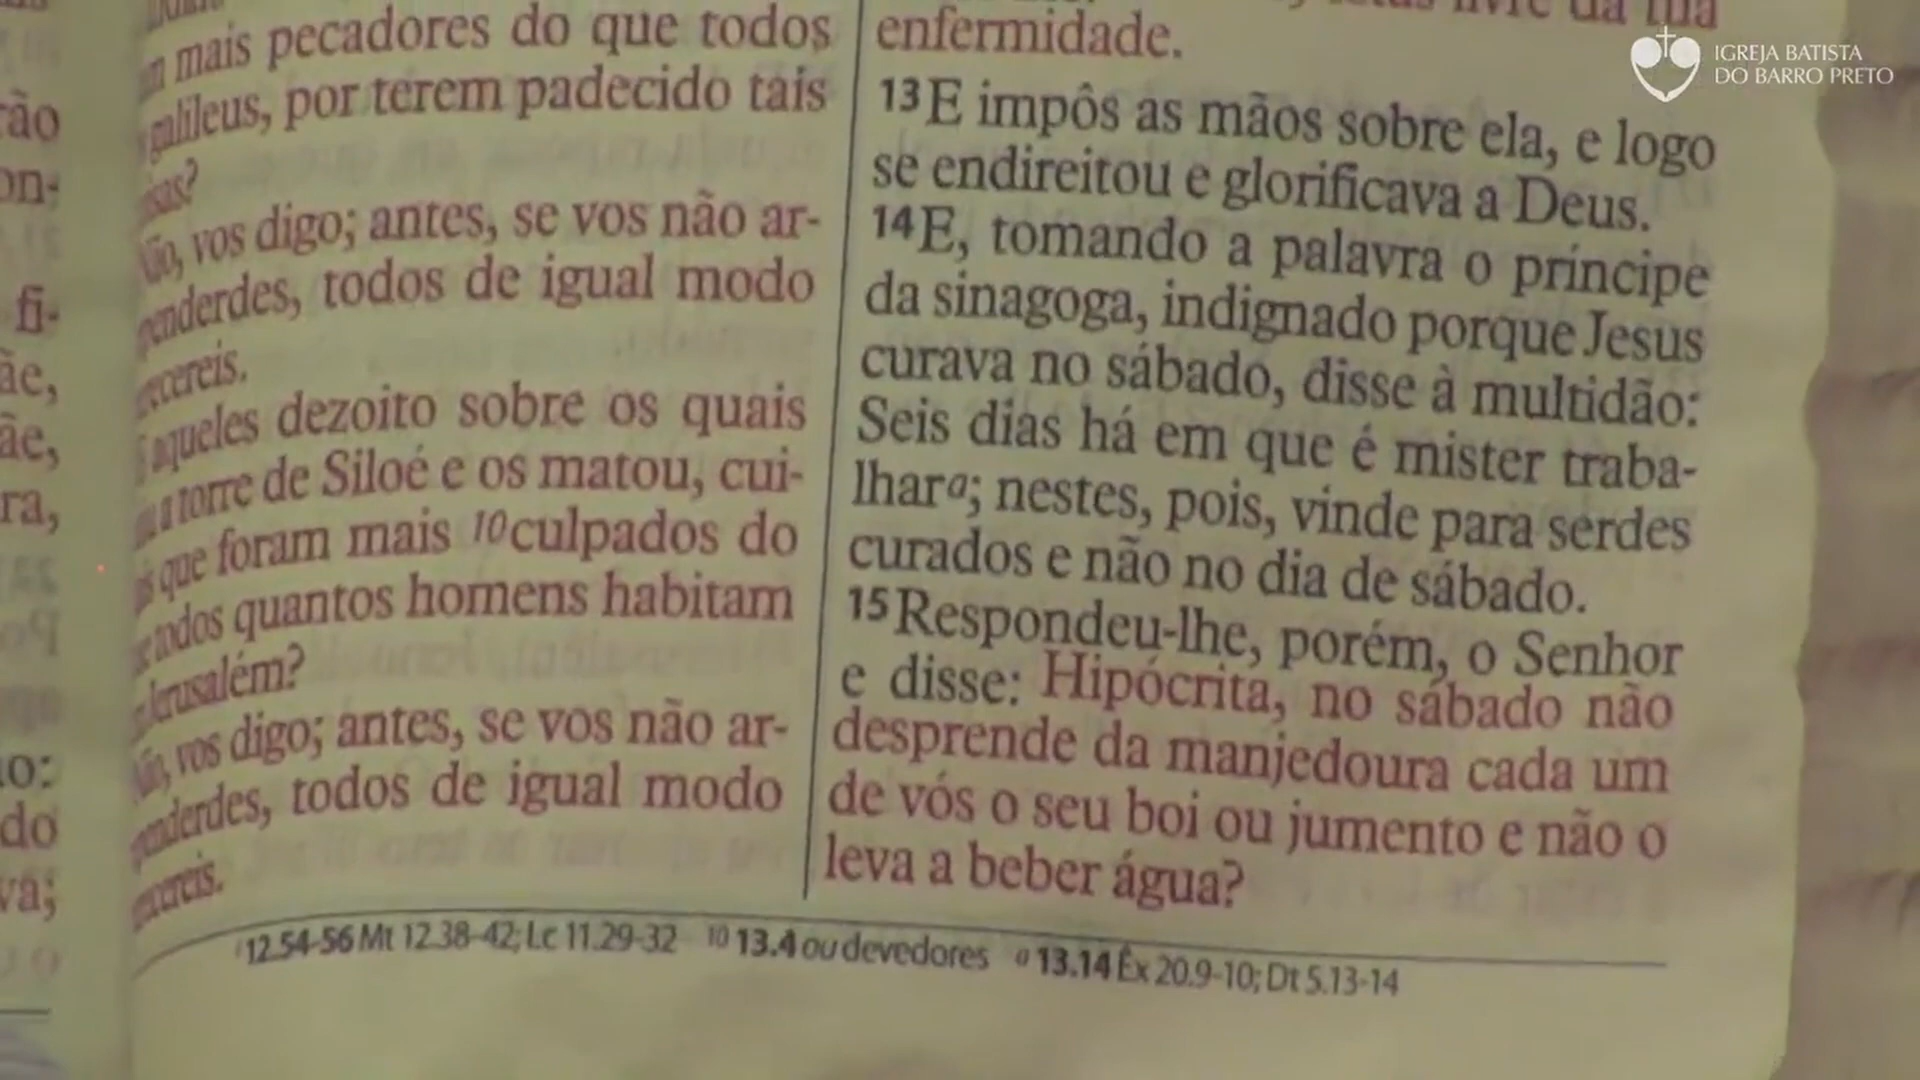 mais pecadores do que todos
galileus, por terem padecido tais
vos digo; antes, se vos não ar-
todos de igual modo
aqueles dezoito sobre os quais
a torre de Siloé e os matou, cui-
que foram mais 10culpados do
todos quantos homens habitam
Jerusalém?
vos digo; antes, se vos não ar-
todos de igual modo
livre da tua
enfermidade.
13E impôs as mãos sobre ela, e logo
se endireitou e glorificava a Deus.
14E, tomando a palavra o príncipe
da sinagoga, indignado porque Jesus
curava no sábado, disse à multidão:
Seis dias há em que é mister traba-
lhar a; nestes, pois, vinde para serdes
curados e não no dia de sábado.
15Respondeu-lhe, porém, o Senhor
e disse: Hipócrita, no sábado não
desprende da manjedoura cada um
de vós o seu boi ou jumento e não o
leva a beber água?
12.54-56 Mt 12.38-42; Lc 11.29-32 10 13.4 ou devedores a 13.14 Êx 20.9-10; Dt 5.13-14
IGREJA BATISTA
DO BARRO PRETO